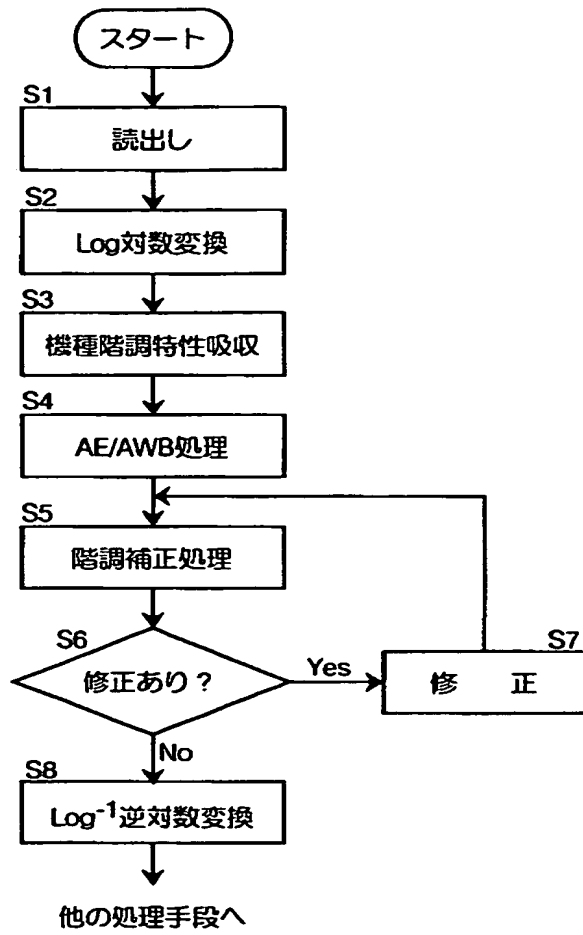 スタート
S1
読出し
S2
Log対数変換
S3
機種階調特性吸収
S4
AE/AWB処理
S5
階調補正処理
S6
修正あり？
Yes
S7
修　正
No
S8
Log⁻¹逆対数変換
他の処理手段へ